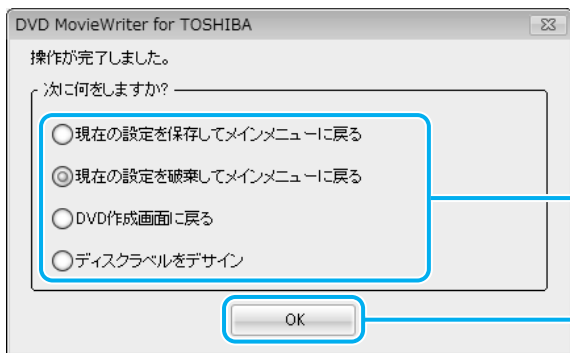 DVD MovieWriter for TOSHIBA
操作が完了しました。
次に何をしますか?
現在の設定を保存してメインメニューに戻る
現在の設定を破棄してメインメニューに戻る
DVD作成画面に戻る
ディスクラベルをデザイン
OK